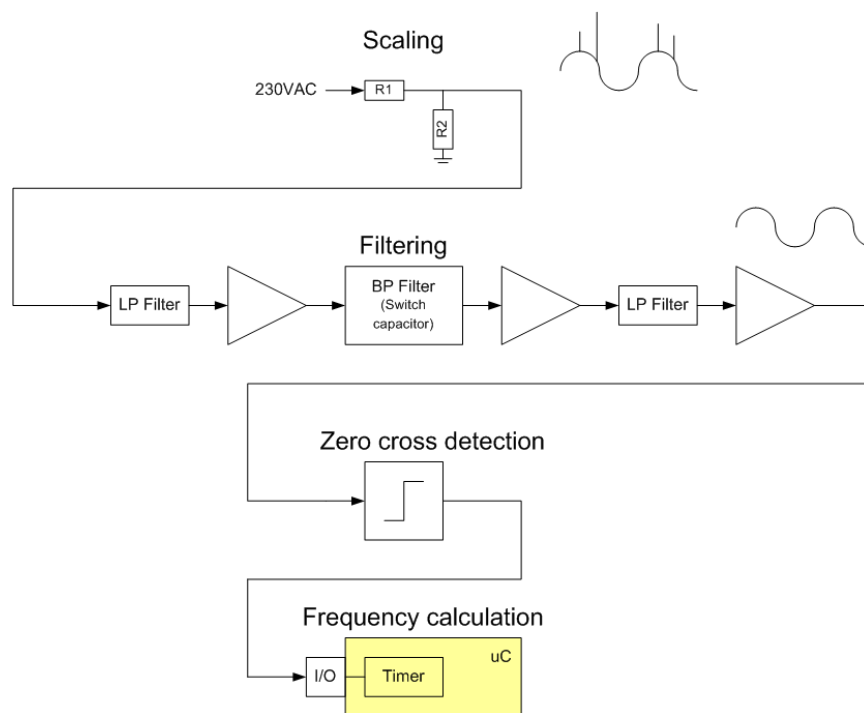 Scaling
230VAC
R1
R2
Filtering
LP Filter
BP Filter
(Switch
capacitor)
LP Filter
Zero cross detection
Frequency calculation
uC
I/O
Timer